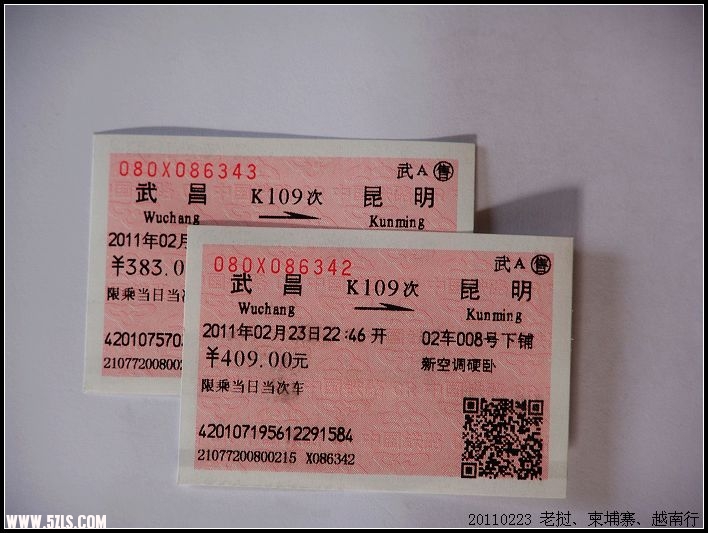 080X086343
武A 售
武昌 K109次 昆明
Wuchang Kunming
2011年02月
¥383.0
限乘当日当次
42010757
21077200800
080X086342
武A 售
武昌 K109次 昆明
Wuchang Kunming
2011年02月23日22:46 开 02车008号下铺
¥409.00元 新空调硬卧
限乘当日当次车
420107195612291584
21077200800215 X086342
WWW.5ZLS.COM
20110223 老挝、柬埔寨、越南行